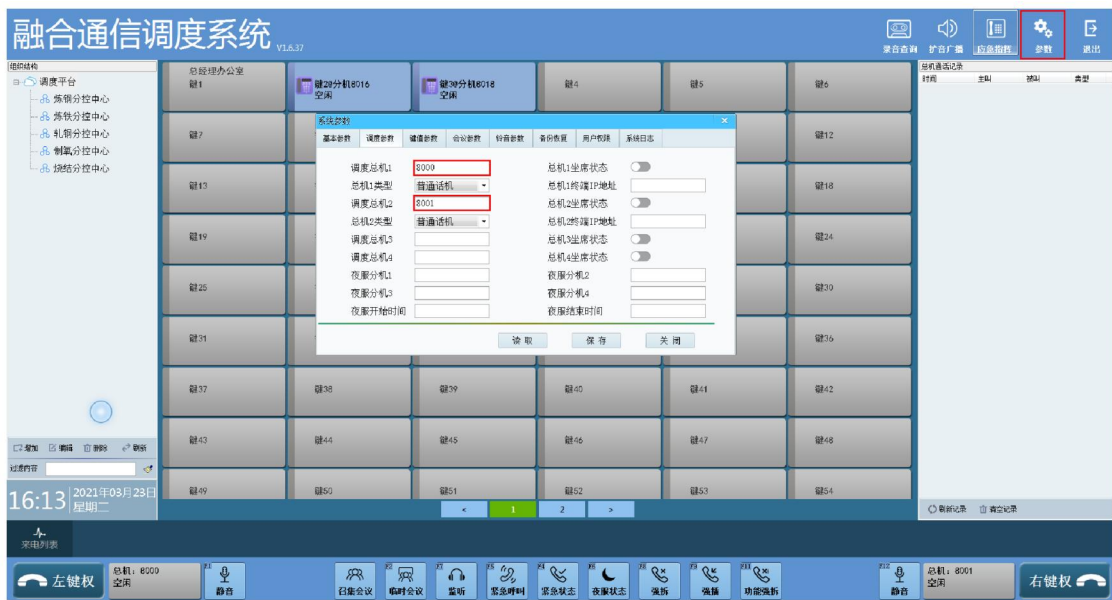 融合通信调度系统 V1.6.37
录音查询 扩音广播 应急指挥 参数 退出
组织结构
调度平台
炼钢分控中心
炼铁分控中心
轧钢分控中心
制氧分控中心
烧结分控中心
增加 编辑 删除 刷新
过滤内容
16:13 2021年03月23日
星期二
总经理办公室
键1
键20分机8016
空闲
键30分机8018
空闲
键4
键5
键6
键7
键12
键13
键18
键19
键24
键25
键30
键31
键36
键37
键38
键39
键40
键41
键42
键43
键44
键45
键46
键47
键48
键49
键50
键51
键52
键53
键54
< 1 2 >
系统参数 ×
基本参数 调度参数 键值参数 会议参数 铃音参数 备份恢复 用户权限 系统日志
调度总机1 8000 总机1坐席状态
总机1类型 普通话机 总机1终端IP地址
调度总机2 8001 总机2坐席状态
总机2类型 普通话机 总机2终端IP地址
调度总机3 总机3坐席状态
调度总机4 总机4坐席状态
夜服分机1 夜服分机2
夜服分机3 夜服分机4
夜服开始时间 夜服结束时间
读取 保存 关闭
总机通话记录
时间 主叫 被叫 类型
刷新记录 清空记录
来电列表
左键权
总机：8000
空闲
F1 静音
召集会议
F2 临时会议
监听
紧急呼叫
紧急状态
夜服状态
强拆
强插
F11 功能强拆
F12 静音
总机：8001
空闲
右键权